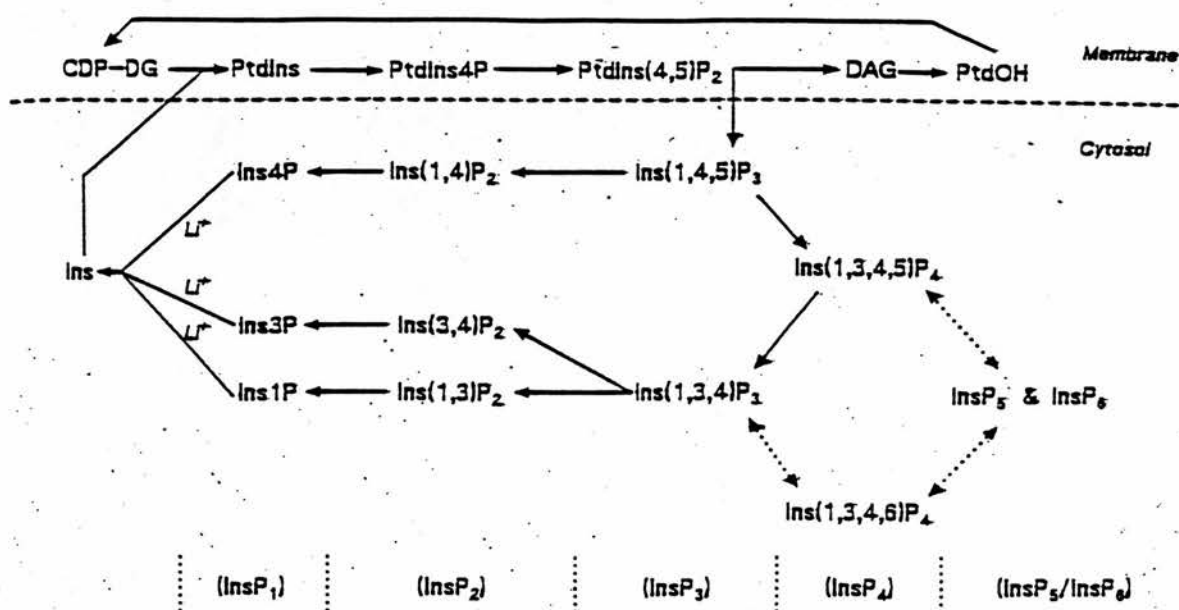 Membrane
CDP–DG PtdIns PtdIns4P PtdIns(4,5)P₂ DAG PtdOH
Cytosol
Ins4P Ins(1,4)P₂ Ins(1,4,5)P₃
Li⁺
Ins Ins(1,3,4,5)P₄
Li⁺
Ins3P Ins(3,4)P₂
Li⁺
Ins1P Ins(1,3)P₂ Ins(1,3,4)P₃ InsP₅ & InsP₆
Ins(1,3,4,6)P₄
(InsP₁) (InsP₂) (InsP₃) (InsP₄) (InsP₅/InsP₆)